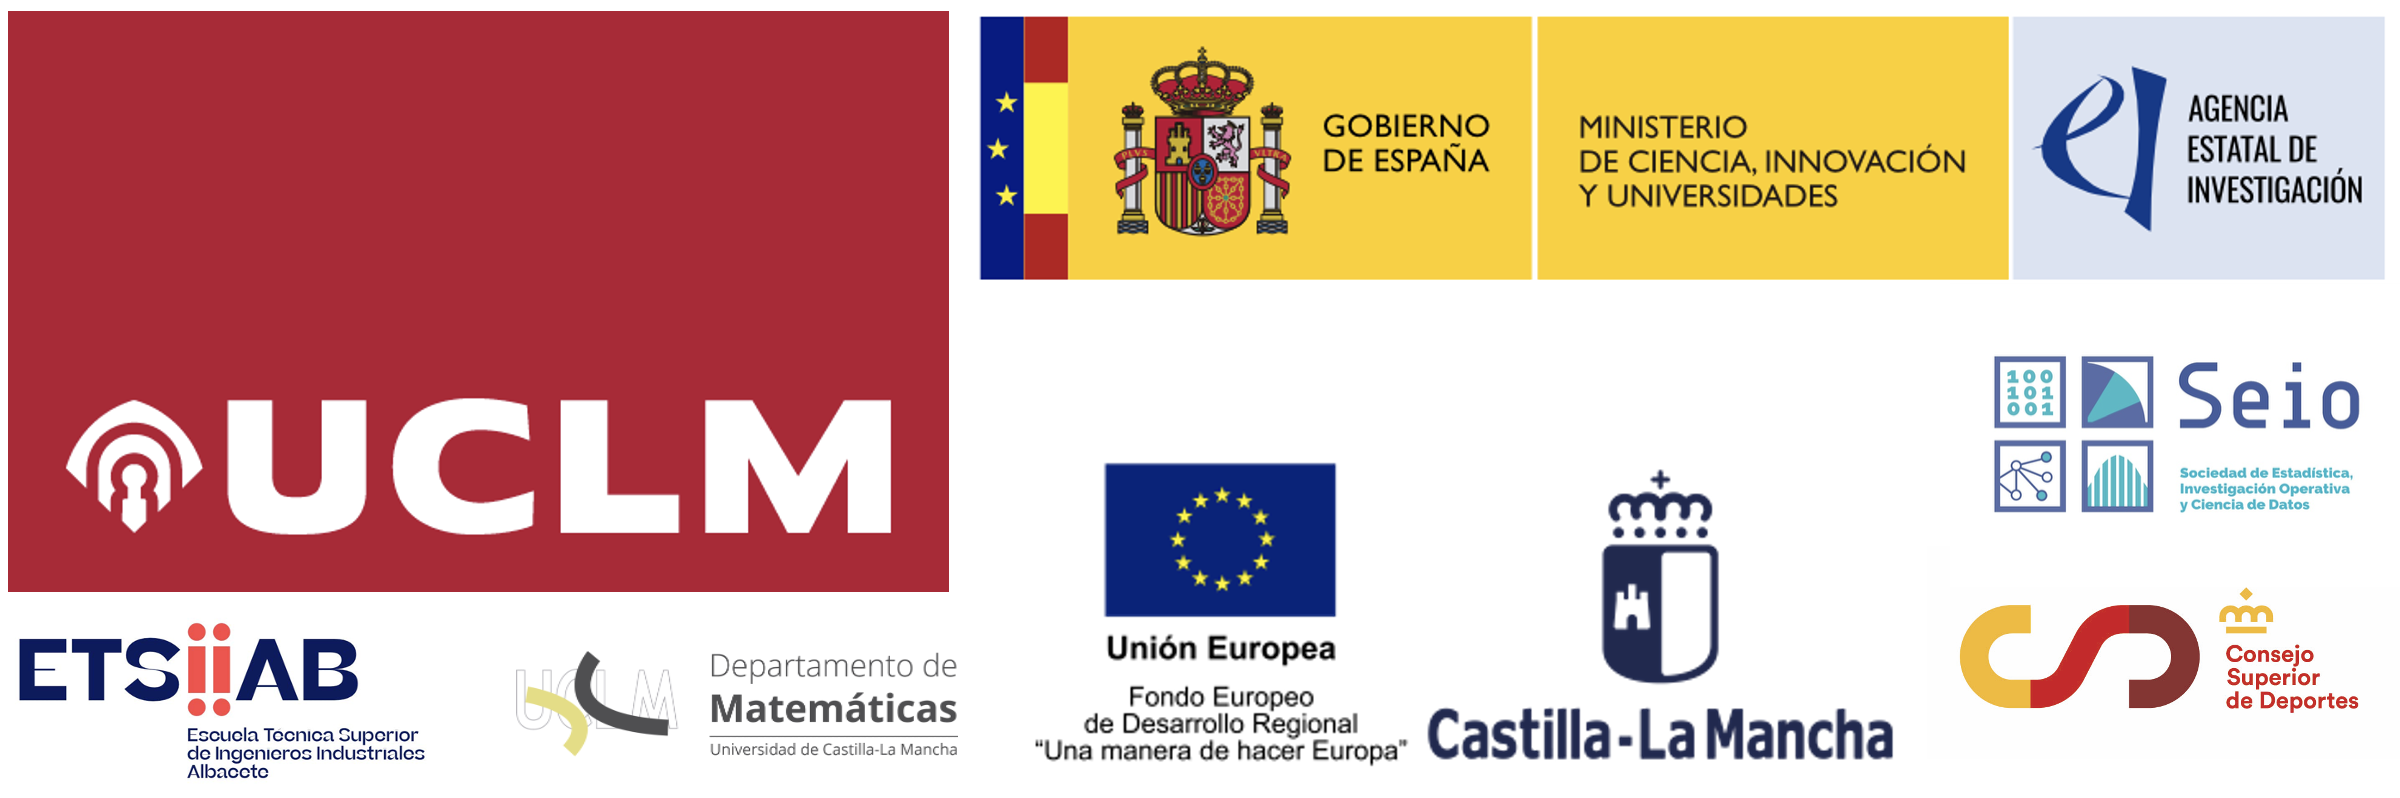 UCLM
GOBIERNO
DE ESPAÑA
PLVS
VLTRA
MINISTERIO
DE CIENCIA, INNOVACIÓN
Y UNIVERSIDADES
AGENCIA
ESTATAL DE
INVESTIGACIÓN
100
101
001
Seio
Sociedad de Estadística,
Investigación Operativa
y Ciencia de Datos
Unión Europea
Fondo Europeo
de Desarrollo Regional
“Una manera de hacer Europa”
Castilla-La Mancha
Consejo
Superior
de Deportes
ETSIIAB
Escuela Tecnica Superior
de Ingenieros Industriales
Albacete
UCLM
Departamento de
Matemáticas
Universidad de Castilla-La Mancha